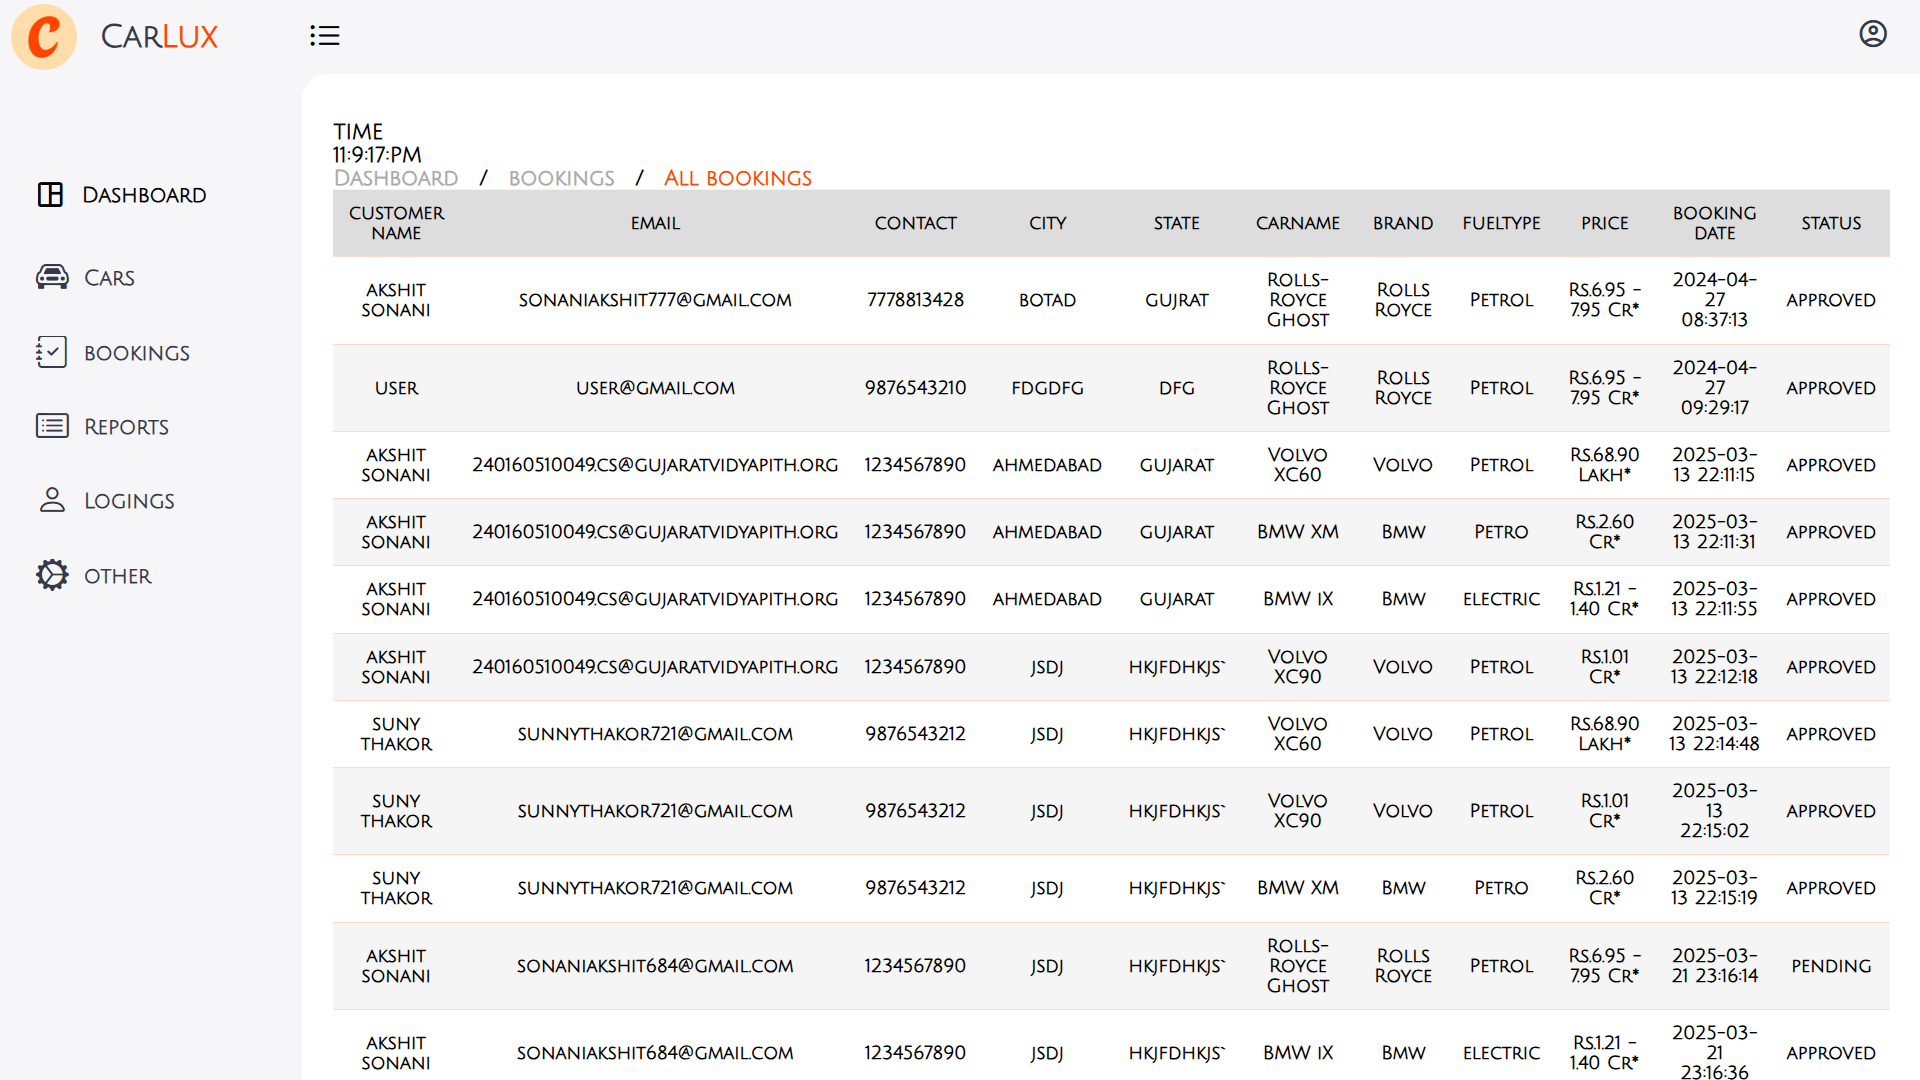 C CARLUX
TIME
11:9:17:PM
DASHBOARD / BOOKINGS / ALL BOOKINGS
DASHBOARD
CARS
BOOKINGS
REPORTS
LOGINGS
OTHER
CUSTOMER NAME EMAIL CONTACT CITY STATE CARNAME BRAND FUELTYPE PRICE BOOKING DATE STATUS
AKSHIT SONANI SONANIAKSHIT777@GMAIL.COM 7778813428 BOTAD GUJRAT ROLLS-ROYCE GHOST ROLLS ROYCE PETROL RS.6.95 - 7.95 CR* 2024-04-27 08:37:13 APPROVED
USER USER@GMAIL.COM 9876543210 FDGDFG DFG ROLLS-ROYCE GHOST ROLLS ROYCE PETROL RS.6.95 - 7.95 CR* 2024-04-27 09:29:17 APPROVED
AKSHIT SONANI 240160510049.CS@GUJARATVIDYAPITH.ORG 1234567890 AHMEDABAD GUJARAT VOLVO XC60 VOLVO PETROL RS.68.90 LAKH* 2025-03-13 22:11:15 APPROVED
AKSHIT SONANI 240160510049.CS@GUJARATVIDYAPITH.ORG 1234567890 AHMEDABAD GUJARAT BMW XM BMW PETRO RS.2.60 CR* 2025-03-13 22:11:31 APPROVED
AKSHIT SONANI 240160510049.CS@GUJARATVIDYAPITH.ORG 1234567890 AHMEDABAD GUJARAT BMW IX BMW ELECTRIC RS.1.21 - 1.40 CR* 2025-03-13 22:11:55 APPROVED
AKSHIT SONANI 240160510049.CS@GUJARATVIDYAPITH.ORG 1234567890 JSDJ HKJFDHKJS` VOLVO XC90 VOLVO PETROL RS.1.01 CR* 2025-03-13 22:12:18 APPROVED
SUNY THAKOR SUNNYTHAKOR721@GMAIL.COM 9876543212 JSDJ HKJFDHKJS` VOLVO XC60 VOLVO PETROL RS.68.90 LAKH* 2025-03-13 22:14:48 APPROVED
SUNY THAKOR SUNNYTHAKOR721@GMAIL.COM 9876543212 JSDJ HKJFDHKJS` VOLVO XC90 VOLVO PETROL RS.1.01 CR* 2025-03-13 22:15:02 APPROVED
SUNY THAKOR SUNNYTHAKOR721@GMAIL.COM 9876543212 JSDJ HKJFDHKJS` BMW XM BMW PETRO RS.2.60 CR* 2025-03-13 22:15:19 APPROVED
AKSHIT SONANI SONANIAKSHIT684@GMAIL.COM 1234567890 JSDJ HKJFDHKJS` ROLLS-ROYCE GHOST ROLLS ROYCE PETROL RS.6.95 - 7.95 CR* 2025-03-21 23:16:14 PENDING
AKSHIT SONANI SONANIAKSHIT684@GMAIL.COM 1234567890 JSDJ HKJFDHKJS` BMW IX BMW ELECTRIC RS.1.21 - 1.40 CR* 2025-03-21 23:16:36 APPROVED